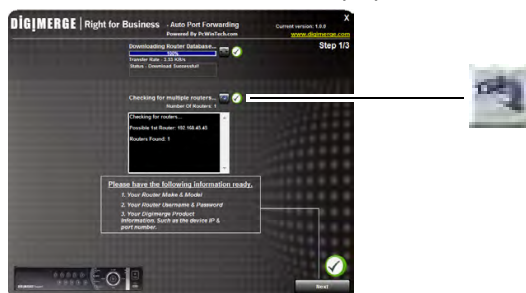 DIGIMERGE | Right for Business - Auto Port Forwarding
Powered By PcWinTech.com
X
Current version: 1.0.9
www.digimerge.com
Step 1/3
Downloading Router Database...
100%
Transfer Rate - 3.55 KB/s
Status - Download Successful!
Checking for multiple routers...
Number Of Routers: 1
Checking for routers...
Possible 1st Router: 192.168.45.45
Routers Found: 1
Please have the following information ready.
1. Your Router Make & Model
2. Your Router Username & Password
3. Your Digimerge Product
Information. Such as the device IP &
port number.
Next